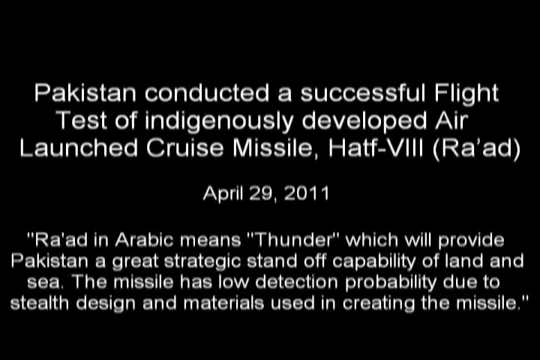 Pakistan conducted a successful Flight
Test of indigenously developed Air
Launched Cruise Missile, Hatf-VIII (Ra'ad)
April 29, 2011
"Ra'ad in Arabic means "Thunder" which will provide
Pakistan a great strategic stand off capability of land and
sea. The missile has low detection probability due to
stealth design and materials used in creating the missile."